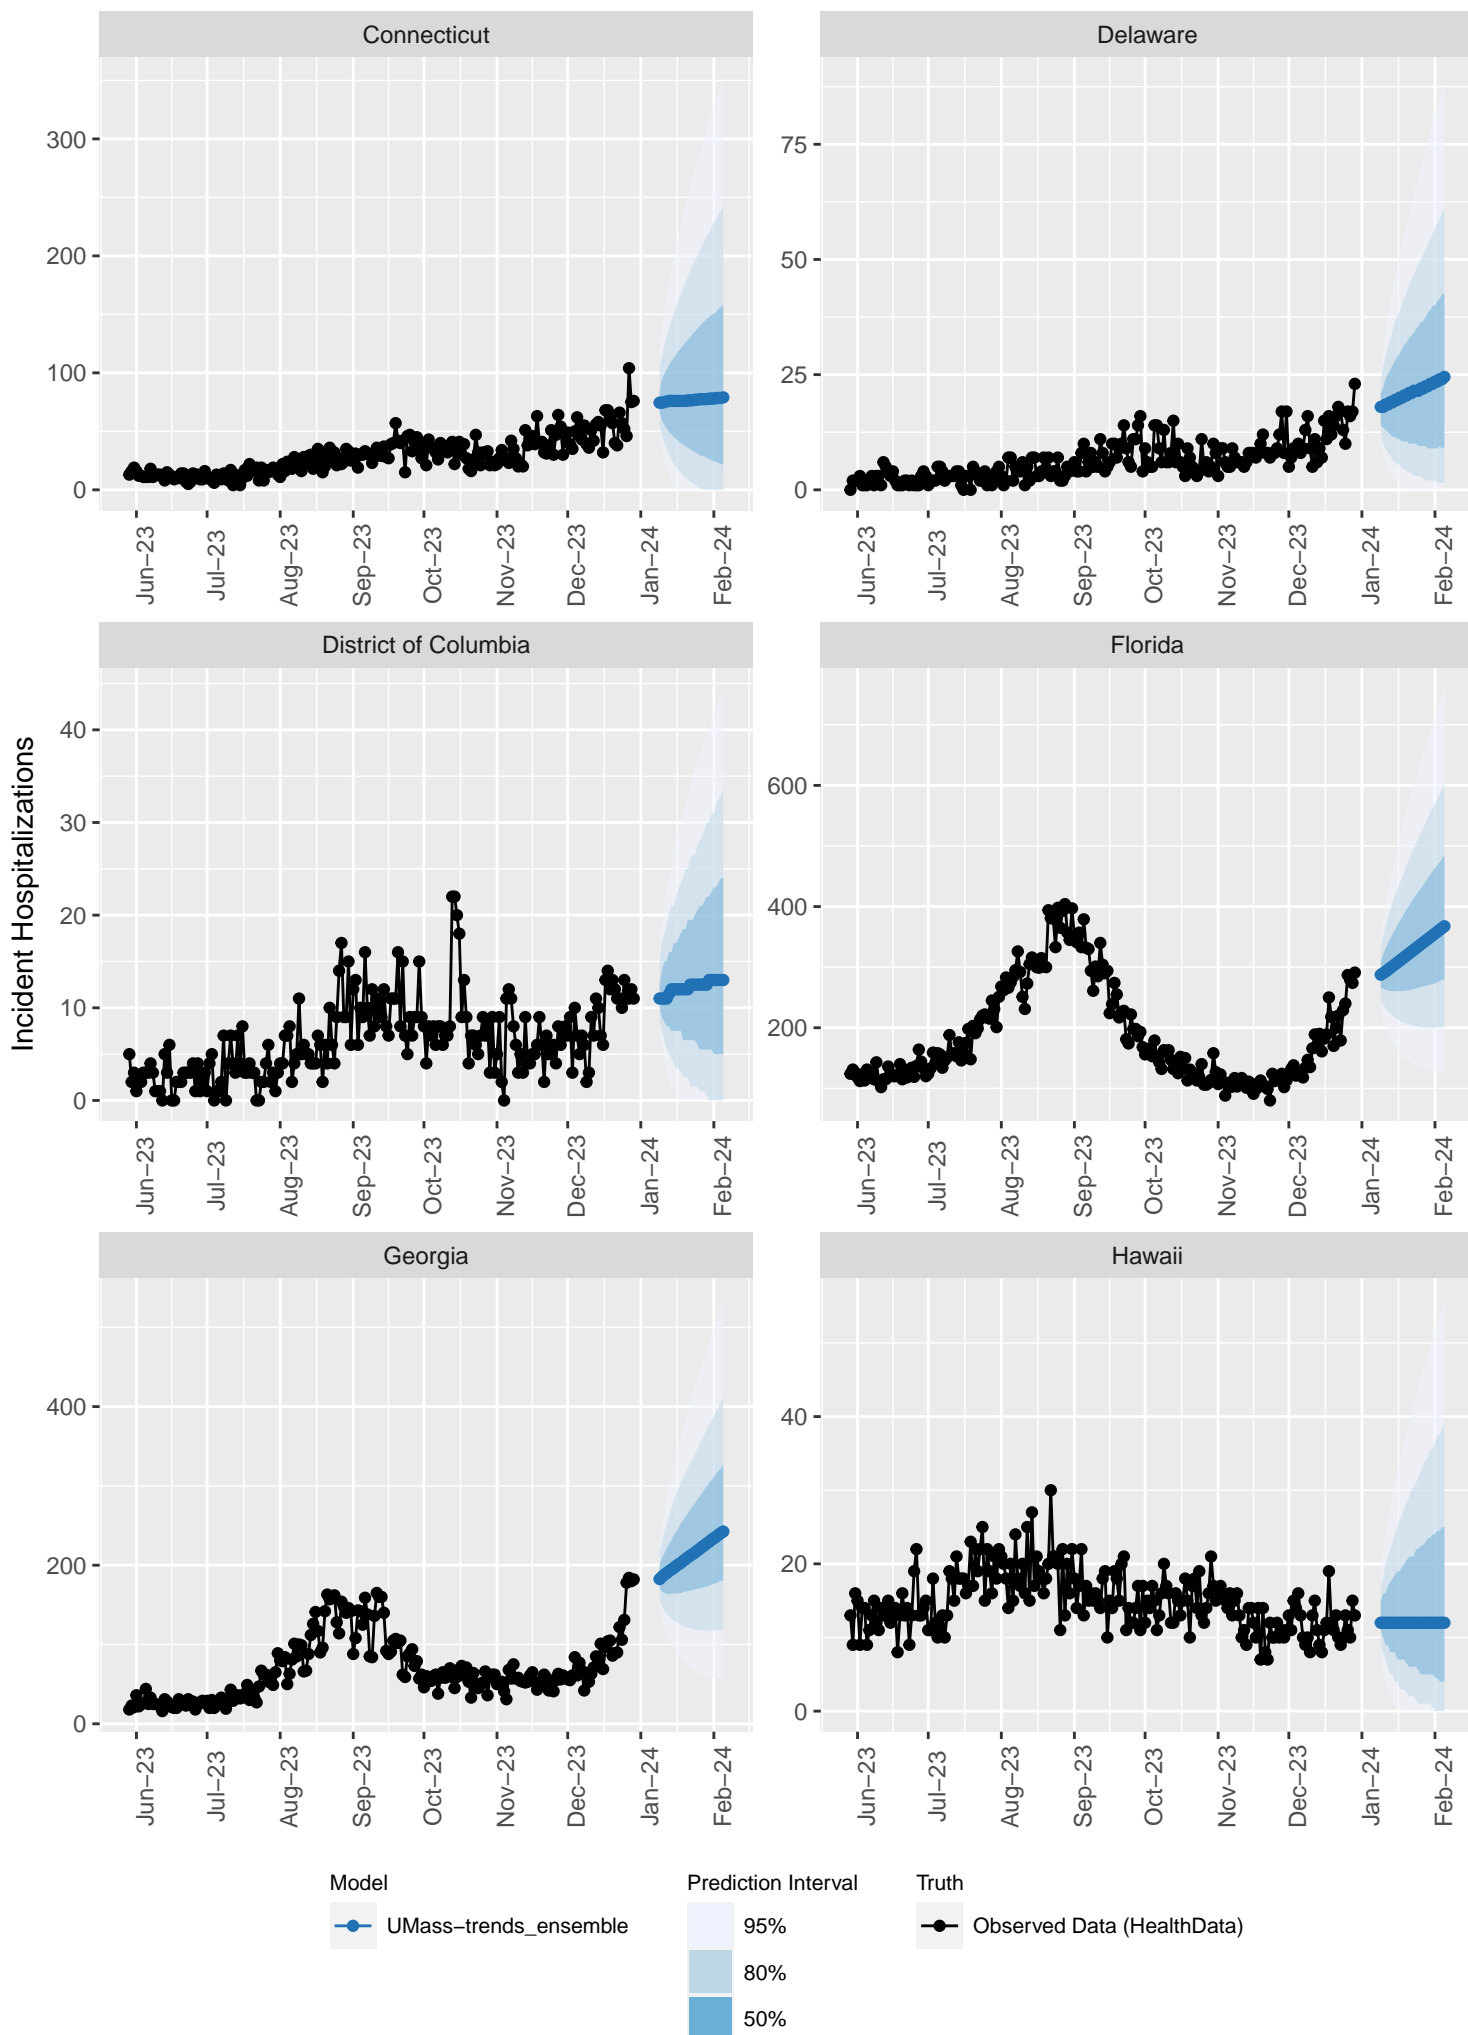 Connecticut
Delaware
300
200
100
0
75
50
25
0
Jun−23 Jul−23 Aug−23 Sep−23 Oct−23 Nov−23 Dec−23 Jan−24 Feb−24
Jun−23 Jul−23 Aug−23 Sep−23 Oct−23 Nov−23 Dec−23 Jan−24 Feb−24
District of Columbia
Florida
Incident Hospitalizations
40
30
20
10
0
600
400
200
Jun−23 Jul−23 Aug−23 Sep−23 Oct−23 Nov−23 Dec−23 Jan−24 Feb−24
Jun−23 Jul−23 Aug−23 Sep−23 Oct−23 Nov−23 Dec−23 Jan−24 Feb−24
Georgia
Hawaii
400
200
0
40
20
0
Jun−23 Jul−23 Aug−23 Sep−23 Oct−23 Nov−23 Dec−23 Jan−24 Feb−24
Jun−23 Jul−23 Aug−23 Sep−23 Oct−23 Nov−23 Dec−23 Jan−24 Feb−24
Model
UMass−trends_ensemble
Prediction Interval
95%
80%
50%
Truth
Observed Data (HealthData)